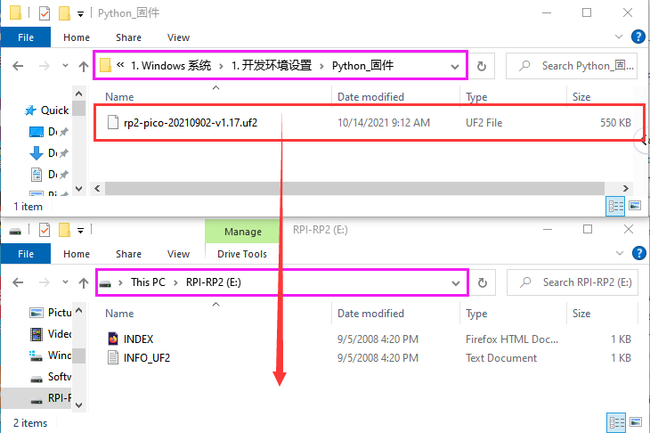 Python_固件
File Home Share View
« 1. Windows 系统 › 1. 开发环境设置 › Python_固件
Search Python_固...
Name Date modified Type Size
Quick
rp2-pico-20210902-v1.17.uf2 10/14/2021 9:12 AM UF2 File 550 KB
1 item
Manage RPI-RP2 (E:)
File Home Share View Drive Tools
This PC › RPI-RP2 (E:)
Search RPI-RP2 (E:)
Name Date modified Type Size
Pictu
INDEX 9/5/2008 4:20 PM Firefox HTML Doc... 1 KB
Videc
INFO_UF2 9/5/2008 4:20 PM Text Document 1 KB
Wind
Softv
RPI-F
2 items